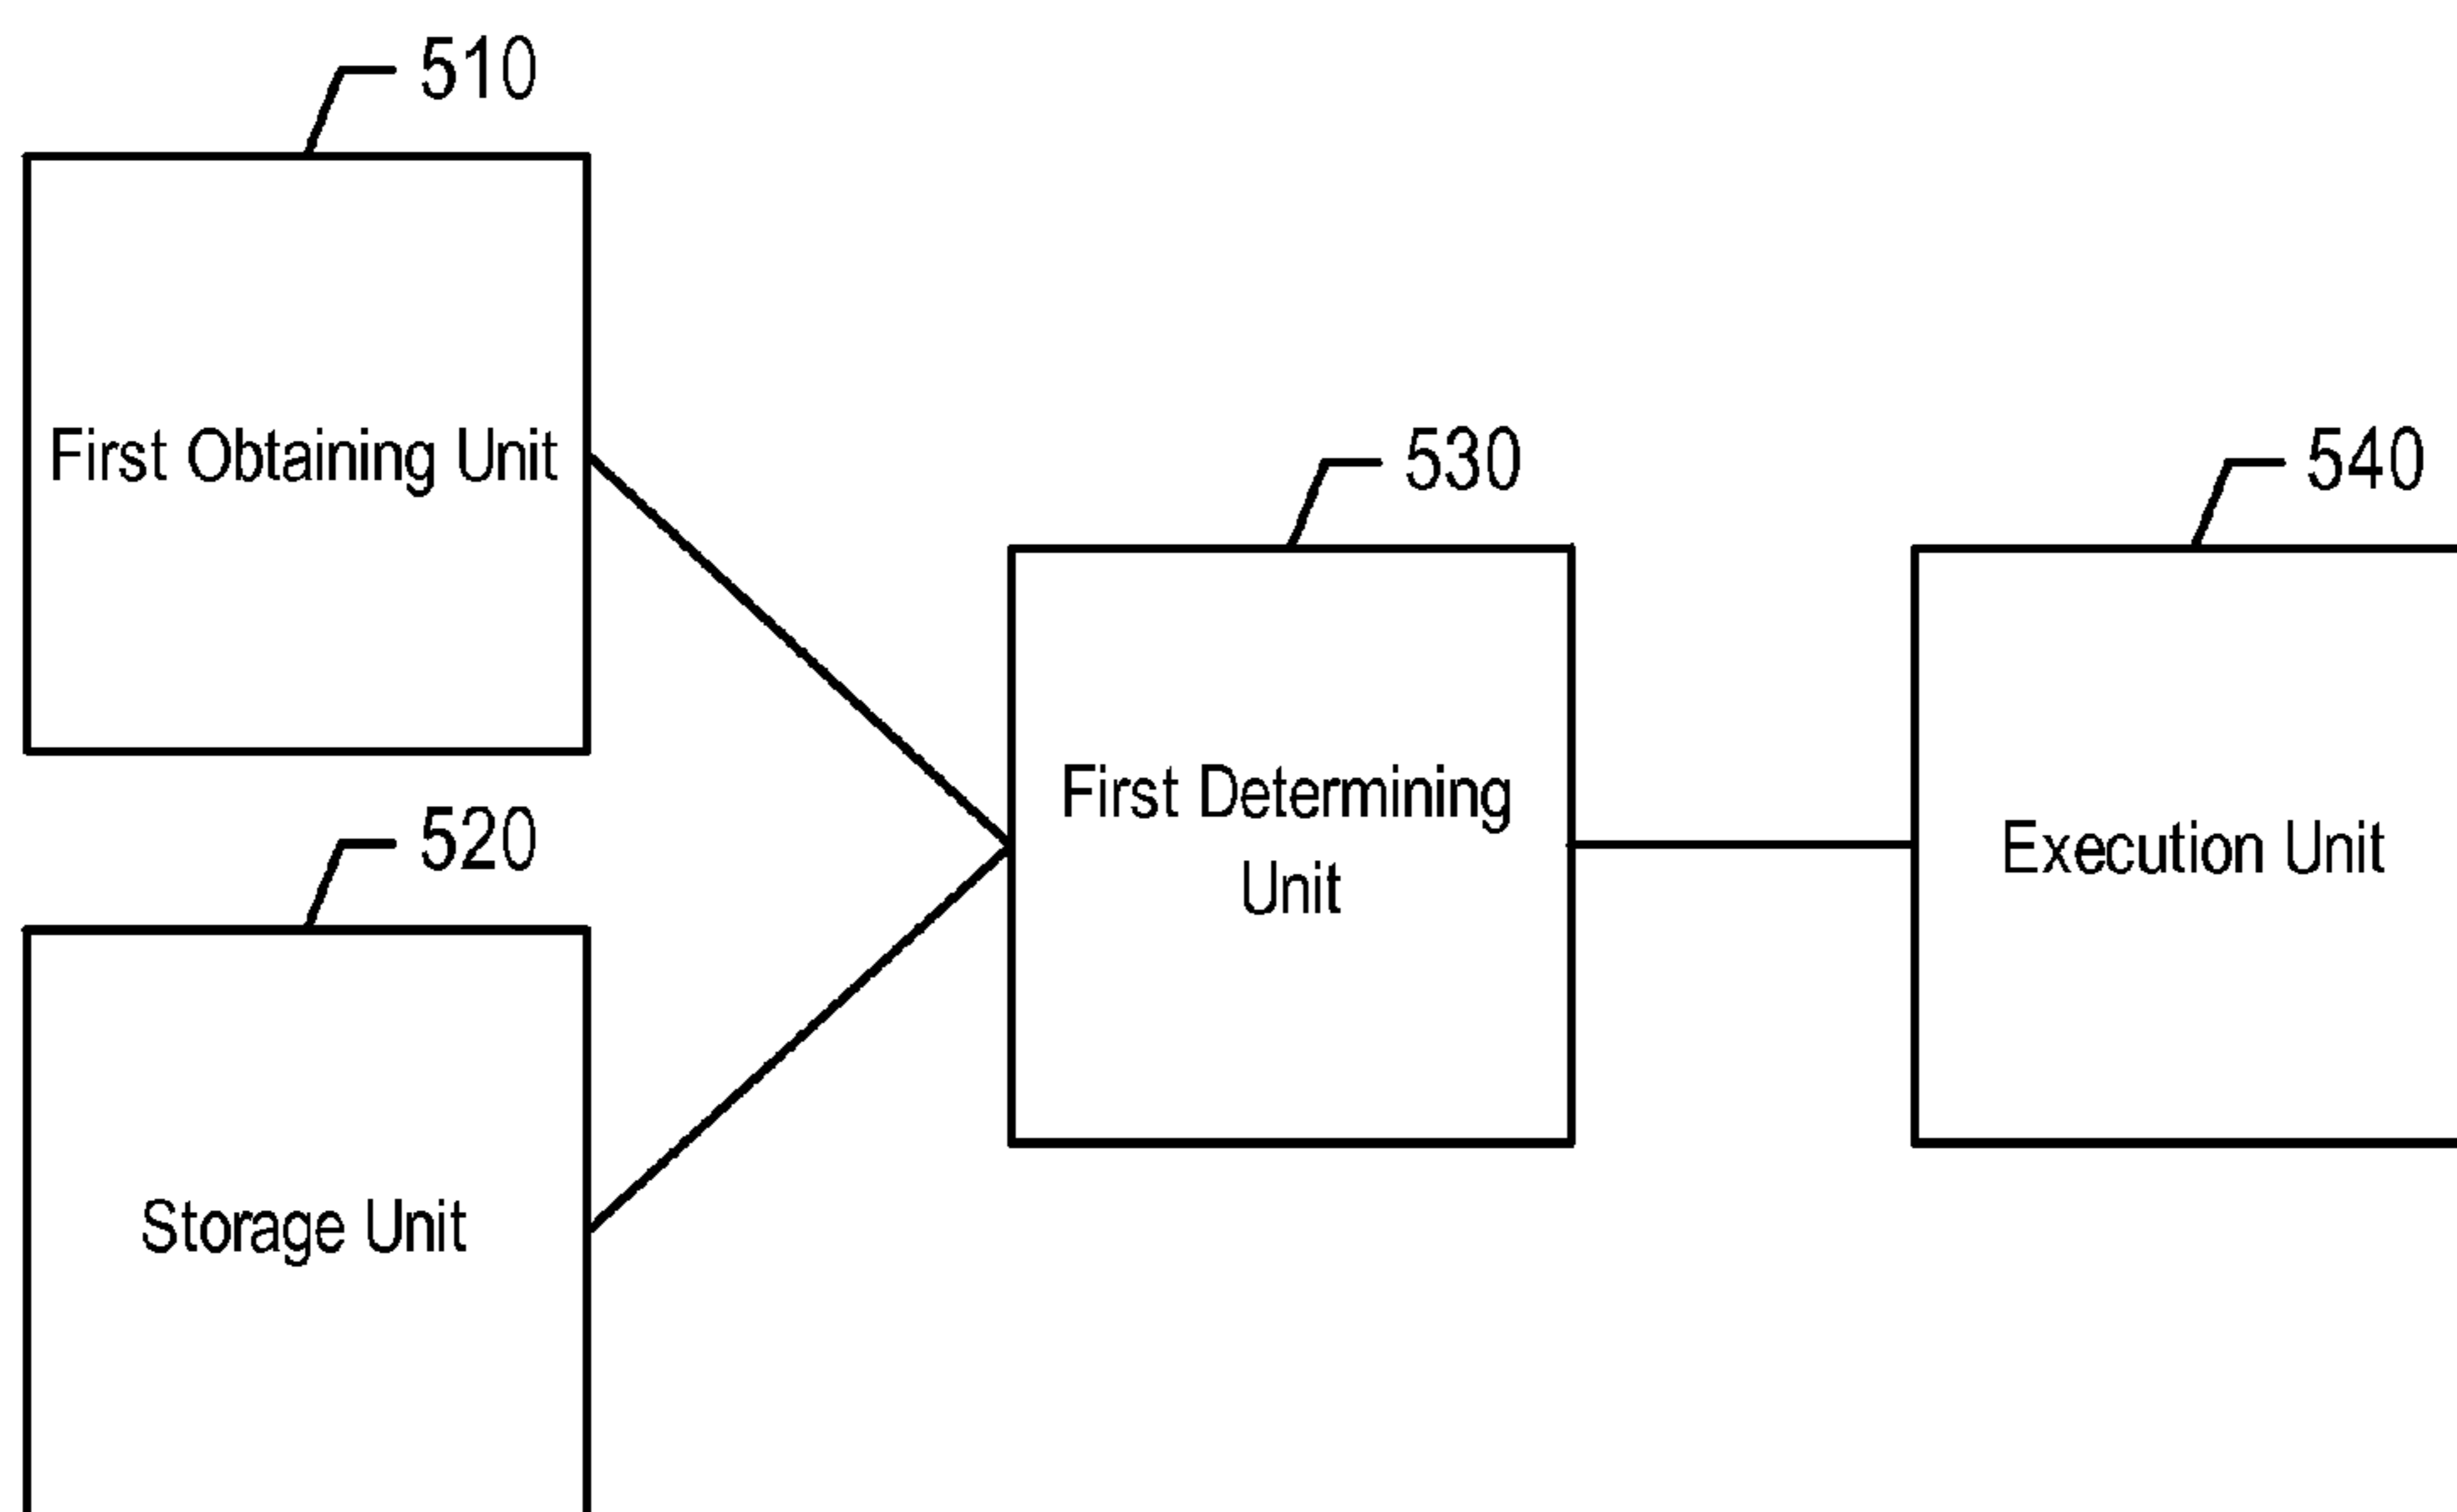 510
First Obtaining Unit
530
540
First Determining
Unit
Execution Unit
520
Storage Unit